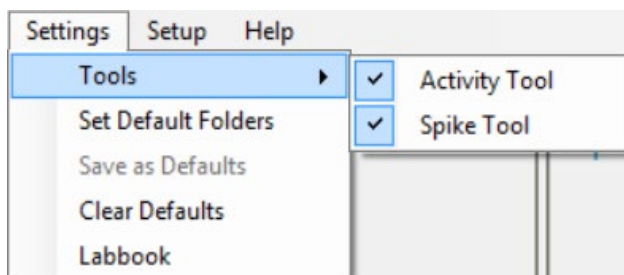 Settings Setup Help
Tools
Activity Tool
Set Default Folders
Spike Tool
Save as Defaults
Clear Defaults
Labbook